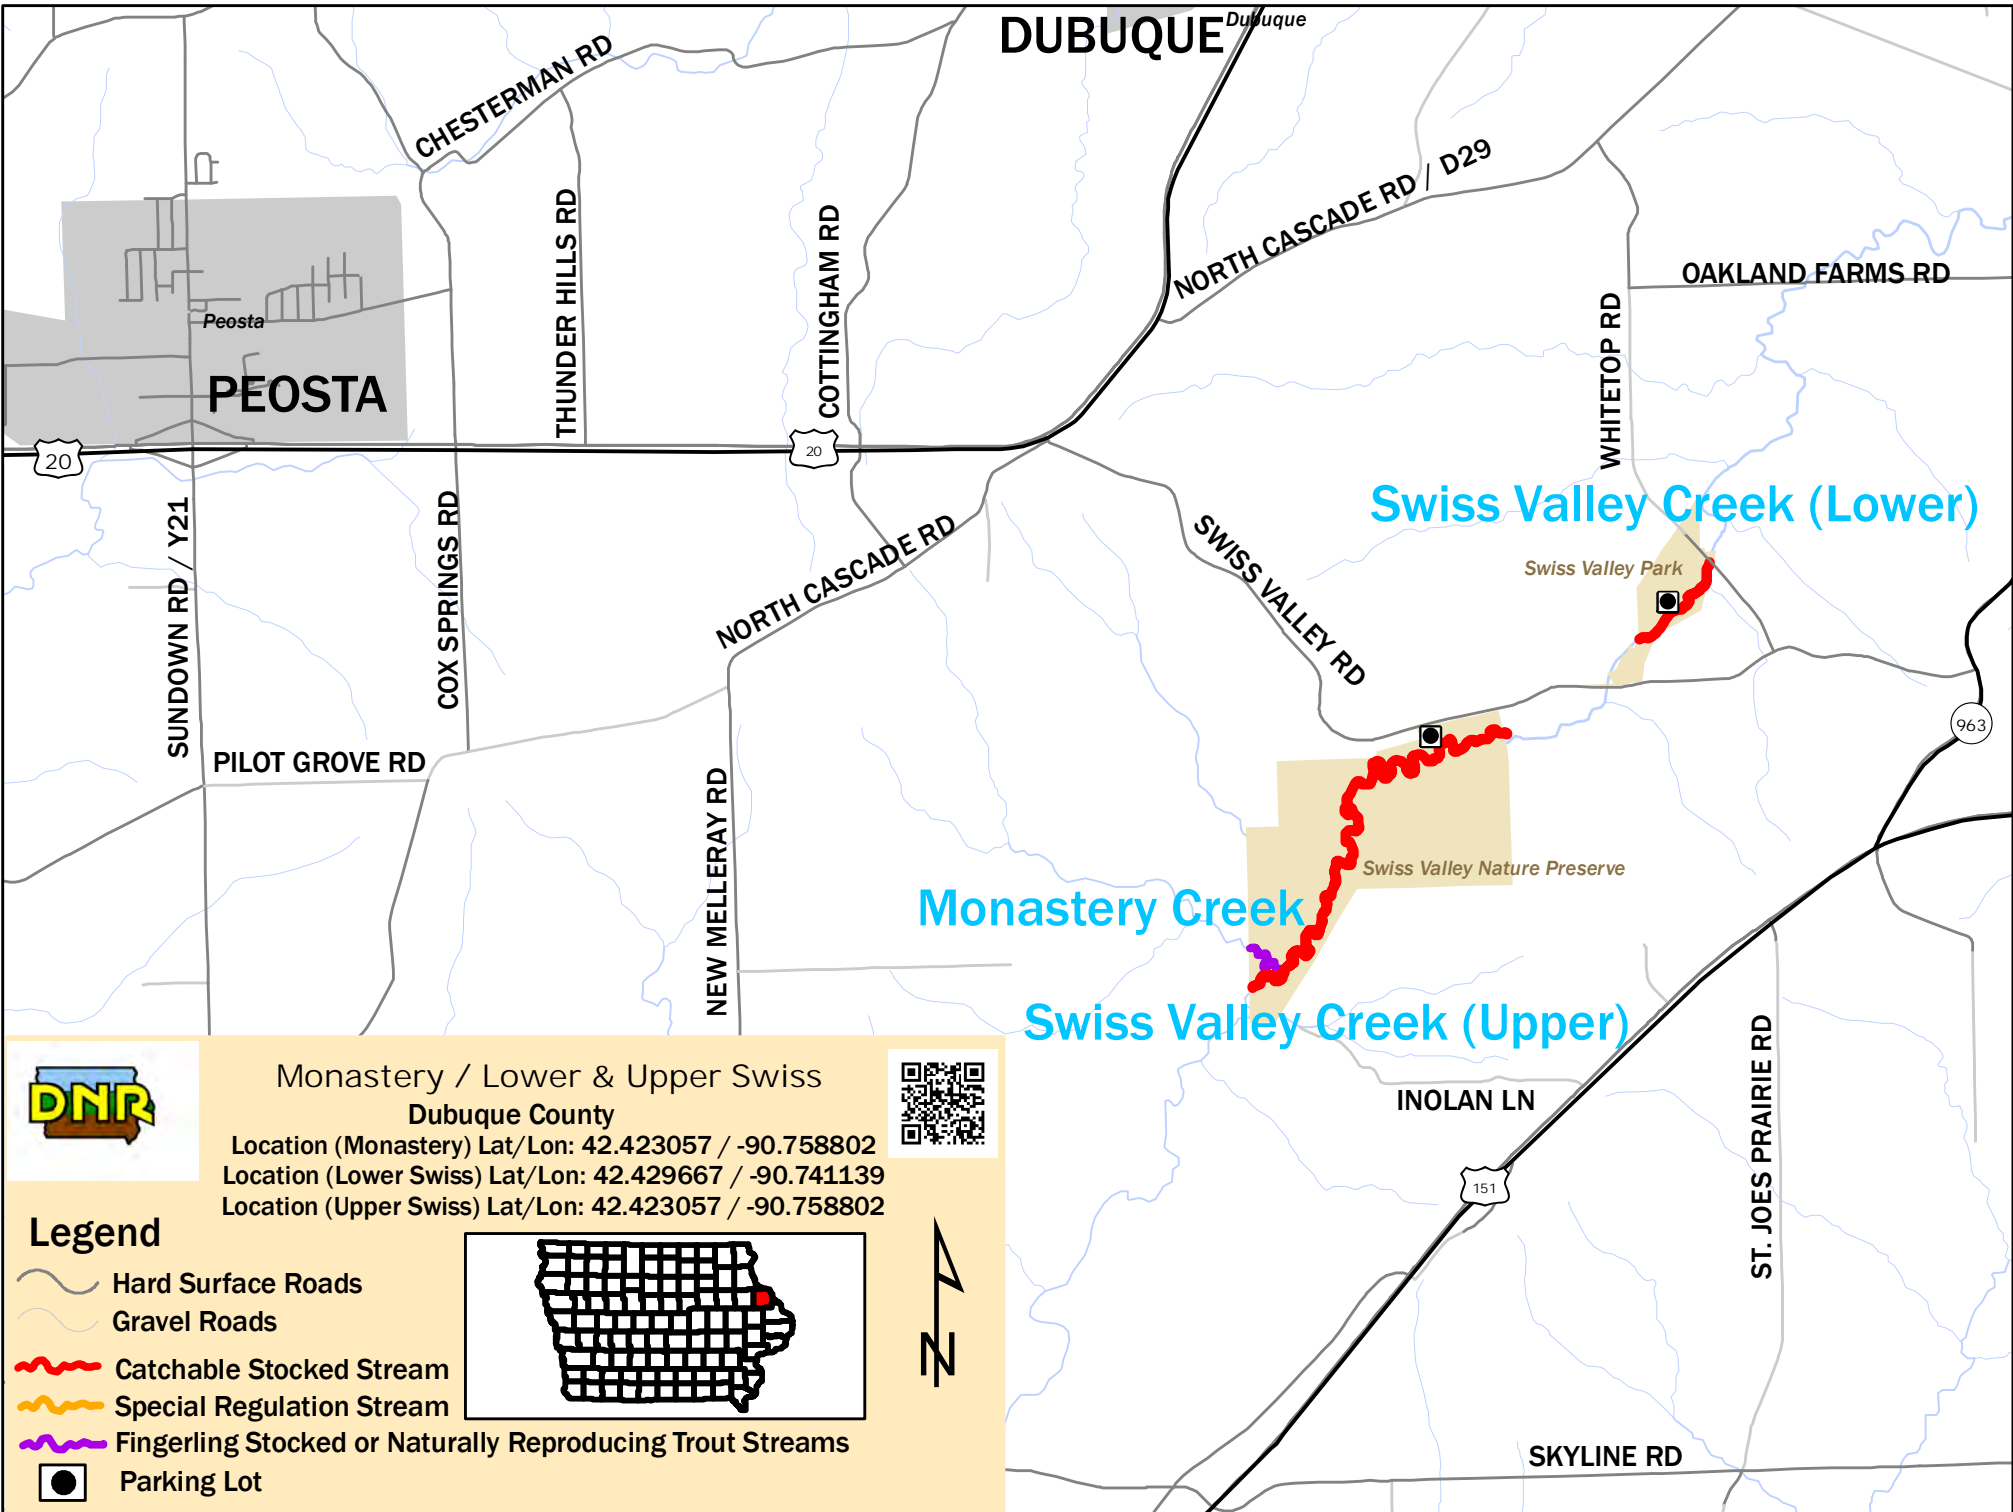 DUBUQUE
Dubuque
CHESTERMAN RD
NORTH CASCADE RD / D29
THUNDER HILLS RD
COTTINGHAM RD
OAKLAND FARMS RD
WHITETOP RD
Peosta
PEOSTA
20
20
Swiss Valley Creek (Lower)
SUNDOWN RD / Y21
COX SPRINGS RD
NORTH CASCADE RD
SWISS VALLEY RD
Swiss Valley Park
963
PILOT GROVE RD
NEW MELLERAY RD
Swiss Valley Nature Preserve
Monastery Creek
Swiss Valley Creek (Upper)
INOLAN LN
ST. JOES PRAIRIE RD
151
SKYLINE RD
DNR
Monastery / Lower & Upper Swiss
Dubuque County
Location (Monastery) Lat/Lon: 42.423057 / -90.758802
Location (Lower Swiss) Lat/Lon: 42.429667 / -90.741139
Location (Upper Swiss) Lat/Lon: 42.423057 / -90.758802
Legend
Hard Surface Roads
Gravel Roads
Catchable Stocked Stream
Special Regulation Stream
Fingerling Stocked or Naturally Reproducing Trout Streams
Parking Lot
N